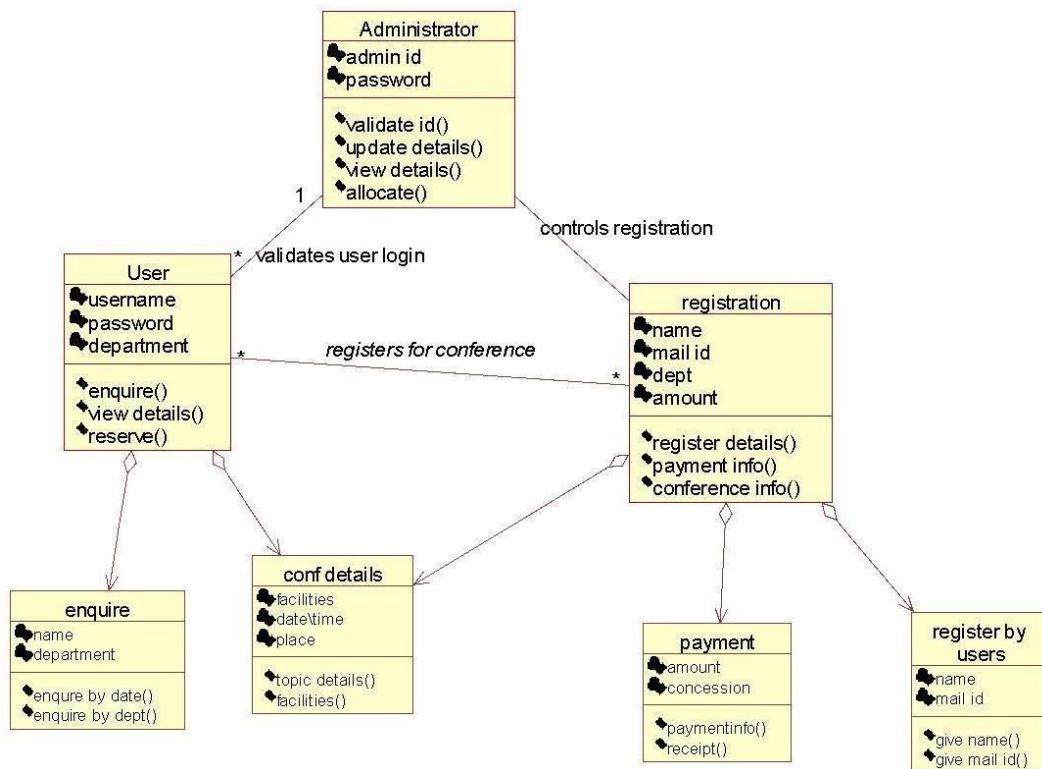 Administrator
admin id
password
validate id()
update details()
view details()
allocate()
1
controls registration
* validates user login
User
username
password
department
enquire()
view details()
reserve()
*
registers for conference
*
registration
name
mail id
dept
amount
register details()
payment info()
conference info()
enquire
name
department
enqure by date()
enquire by dept()
conf details
facilities
date\time
place
topic details()
facilities()
payment
amount
concession
paymentinfo()
receipt()
register by
users
name
mail id
give name()
give mail id()